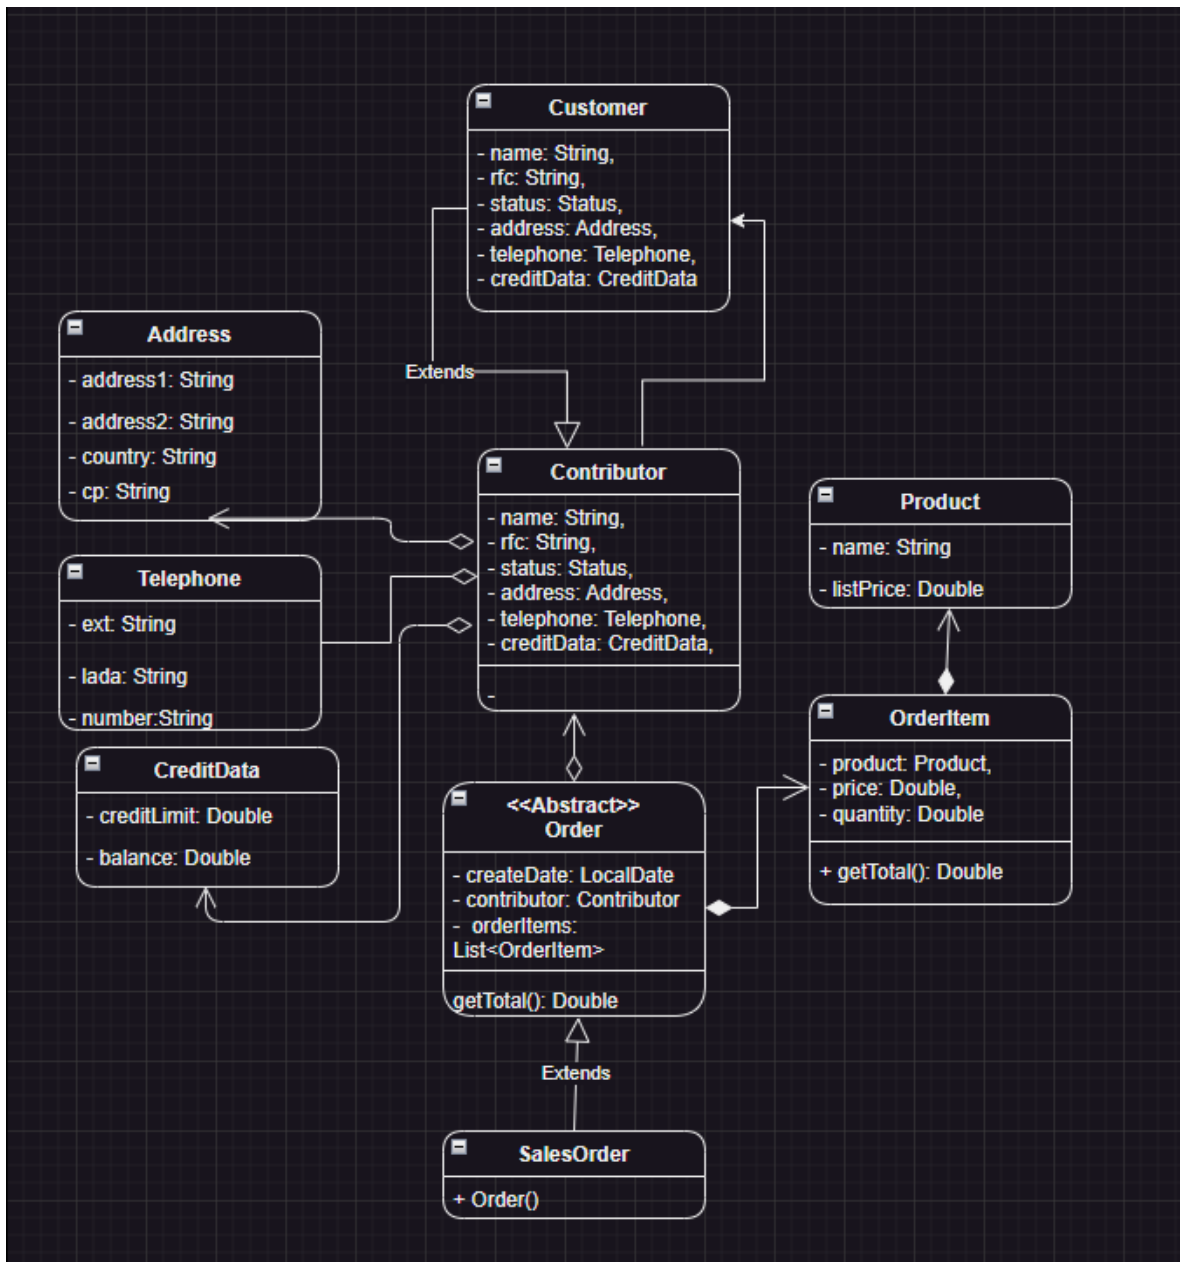 Customer
- name: String,
- rfc: String,
- status: Status,
- address: Address,
- telephone: Telephone,
- creditData: CreditData
Extends
Address
- address1: String
- address2: String
- country: String
- cp: String
Contributor
- name: String,
- rfc: String,
- status: Status,
- address: Address,
- telephone: Telephone,
- creditData: CreditData,
-
Product
- name: String
- listPrice: Double
Telephone
- ext: String
- lada: String
- number:String
OrderItem
- product: Product,
- price: Double,
- quantity: Double
+ getTotal(): Double
CreditData
- creditLimit: Double
- balance: Double
<<Abstract>>
Order
- createDate: LocalDate
- contributor: Contributor
- orderItems:
List<OrderItem>
getTotal(): Double
Extends
SalesOrder
+ Order()